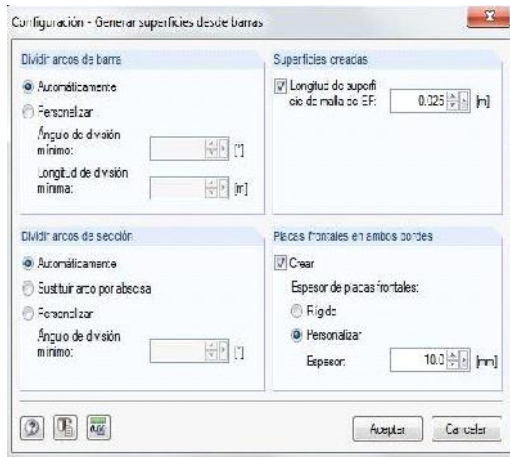 Configuración - Generar superficies desde barras
Dividir arcos de barra
Automáticamente
Personalizar
Ángulo de división
mínimo:
[°]
Longitud de división
mínima:
[m]
Superficies creadas
Longitud de superfi
cie de malla de EF:
0.025
[m]
Dividir arcos de sección
Automáticamente
Sustituir arco por abscisa
Personalizar
Ángulo de división
mínimo:
[°]
Placas frontales en ambos bordes
Crear
Espesor de placas frontales:
Rígido
Personalizar
Espesor:
10.0
[mm]
Aceptar
Cancelar